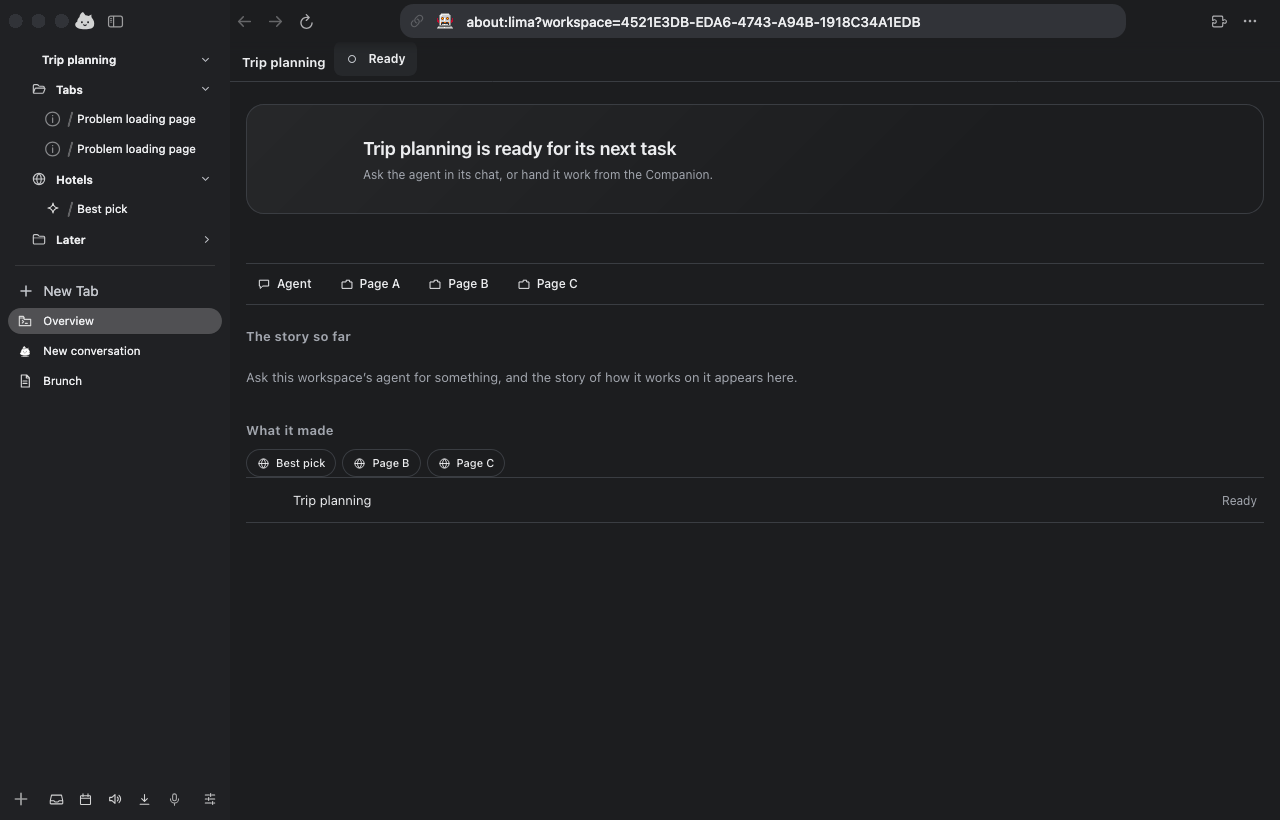 about:lima?workspace=4521E3DB-EDA6-4743-A94B-1918C34A1EDB
Trip planning
Tabs
/ Problem loading page
/ Problem loading page
Hotels
/ Best pick
Later
New Tab
Overview
New conversation
Brunch
Trip planning
Ready
Trip planning is ready for its next task
Ask the agent in its chat, or hand it work from the Companion.
Agent Page A Page B Page C
The story so far
Ask this workspace's agent for something, and the story of how it works on it appears here.
What it made
Best pick Page B Page C
Trip planning Ready